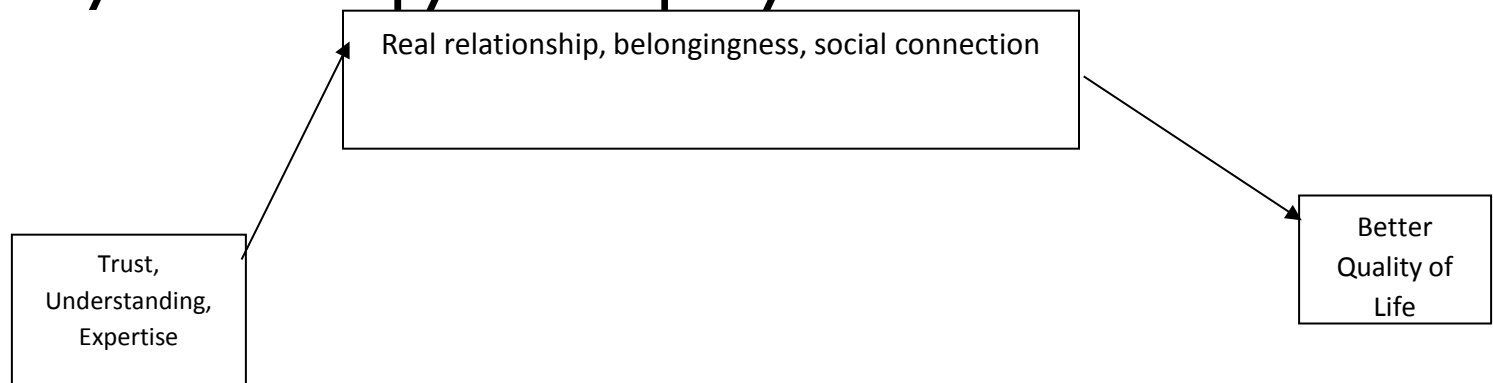 Real relationship, belongingness, social connection
Trust,
Understanding,
Expertise
Better
Quality of
Life